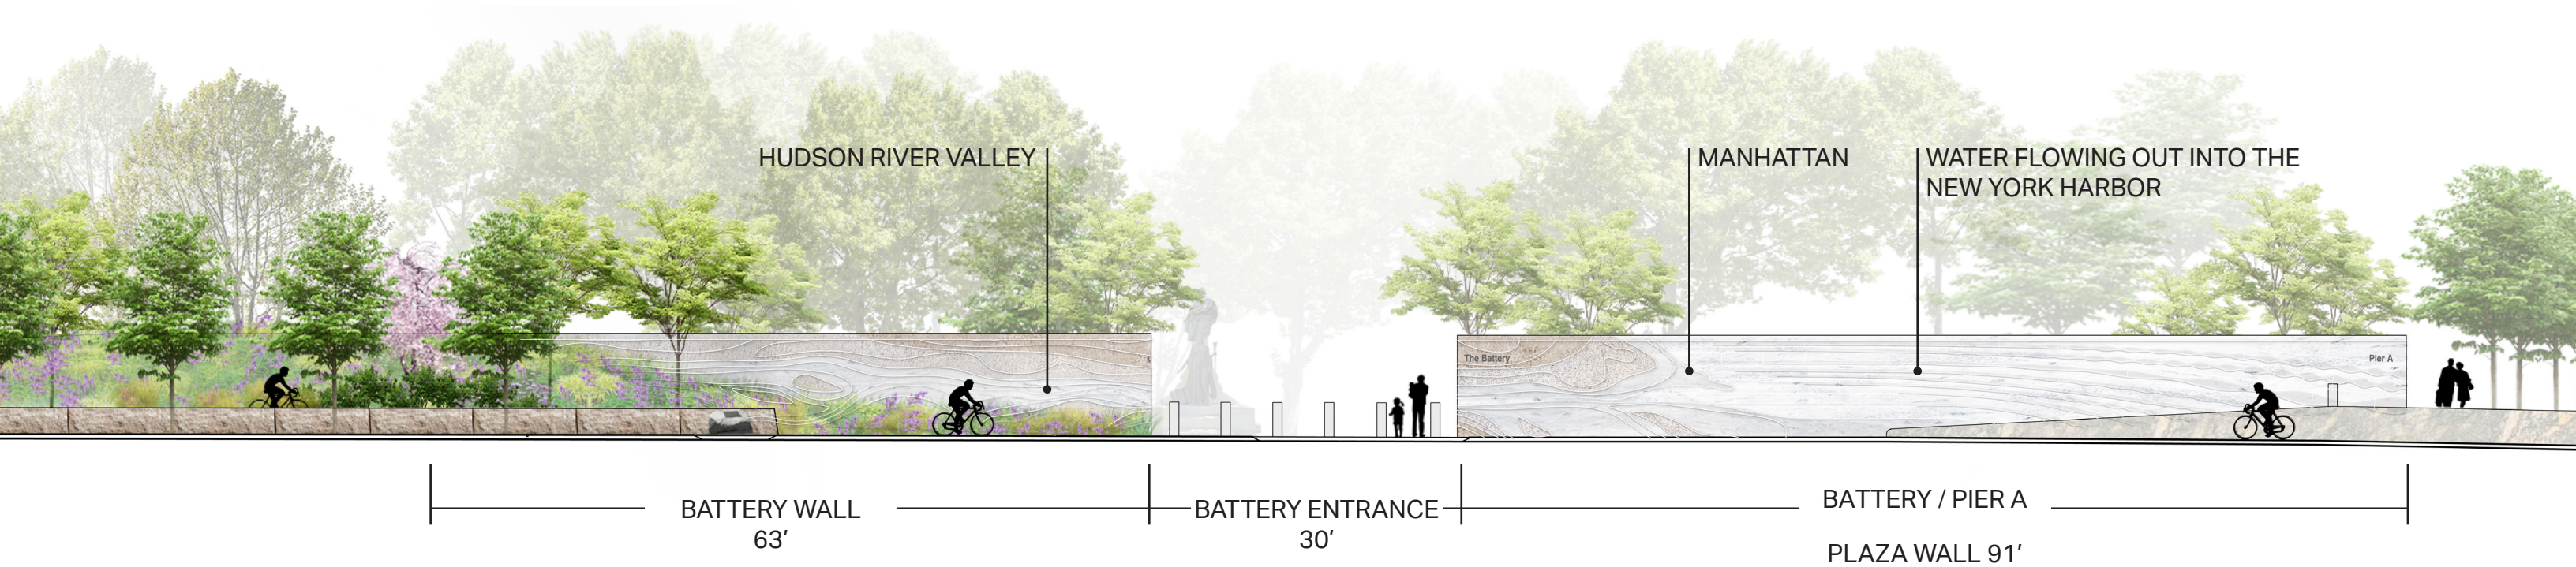 HUDSON RIVER VALLEY
MANHATTAN
WATER FLOWING OUT INTO THE
NEW YORK HARBOR
The Battery
Pier A
BATTERY WALL
63′
BATTERY ENTRANCE
30′
BATTERY / PIER A
PLAZA WALL 91′